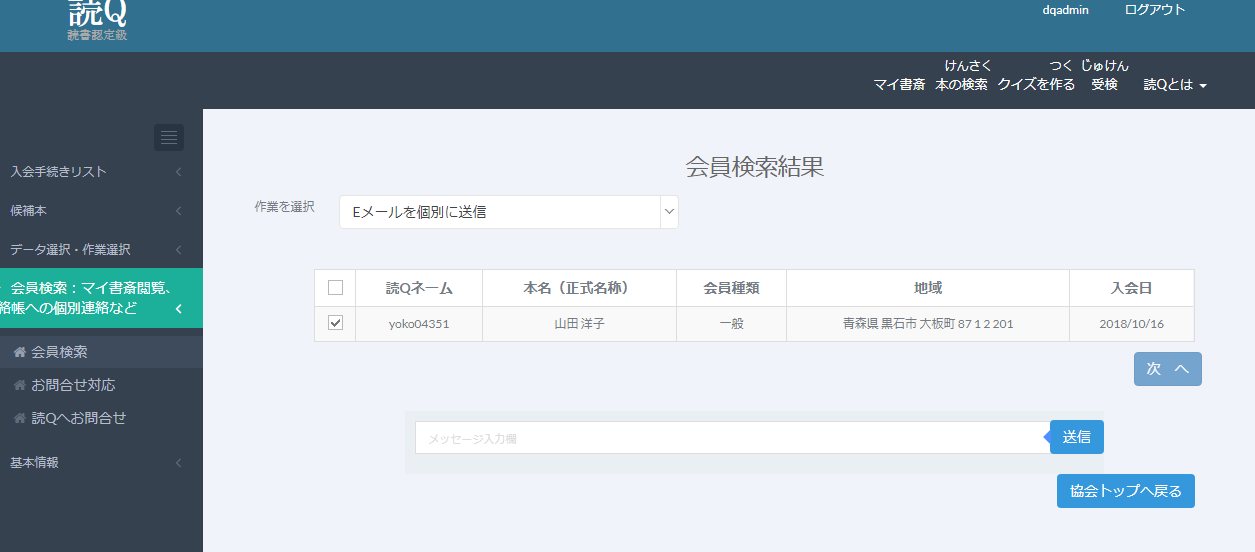 読Q
読書認定級
dqadmin ログアウト
けんさく つく じゅけん
マイ書斎 本の検索 クイズを作る 受検 読Qとは
入会手続きリスト
候補本
データ選択・作業選択
会員検索：マイ書斎閲覧、
絡帳への個別連絡など
会員検索
お問合せ対応
読Qへお問合せ
基本情報
会員検索結果
作業を選択 Eメールを個別に送信
読Qネーム 本名（正式名称） 会員種類 地域 入会日
yoko04351 山田 洋子 一般 青森県 黒石市 大板町 87 1 2 201 2018/10/16
次
メッセージ入力欄 送信
協会トップへ戻る